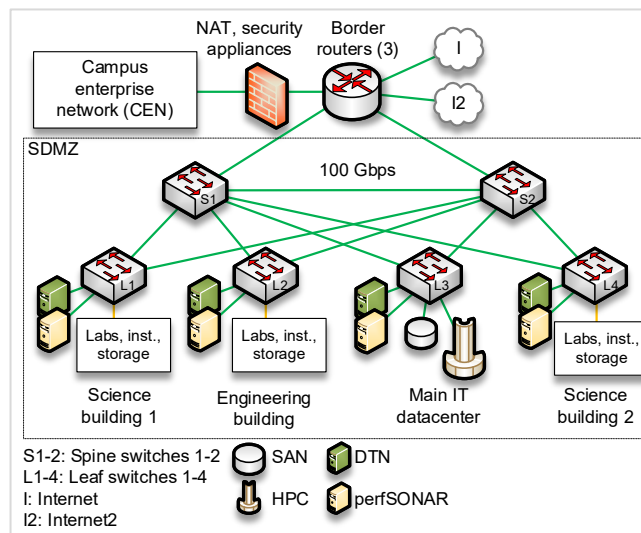 NAT, security
appliances
Border
routers (3)
I
I2
Campus
enterprise
network (CEN)
SDMZ
100 Gbps
S1
S2
L1
L2
L3
L4
Labs, inst.,
storage
Labs, inst.,
storage
Labs, inst.,
storage
Science
building 1
Engineering
building
Main IT
datacenter
Science
building 2
S1-2: Spine switches 1-2
L1-4: Leaf switches 1-4
I: Internet
I2: Internet2
SAN
HPC
DTN
perfSONAR